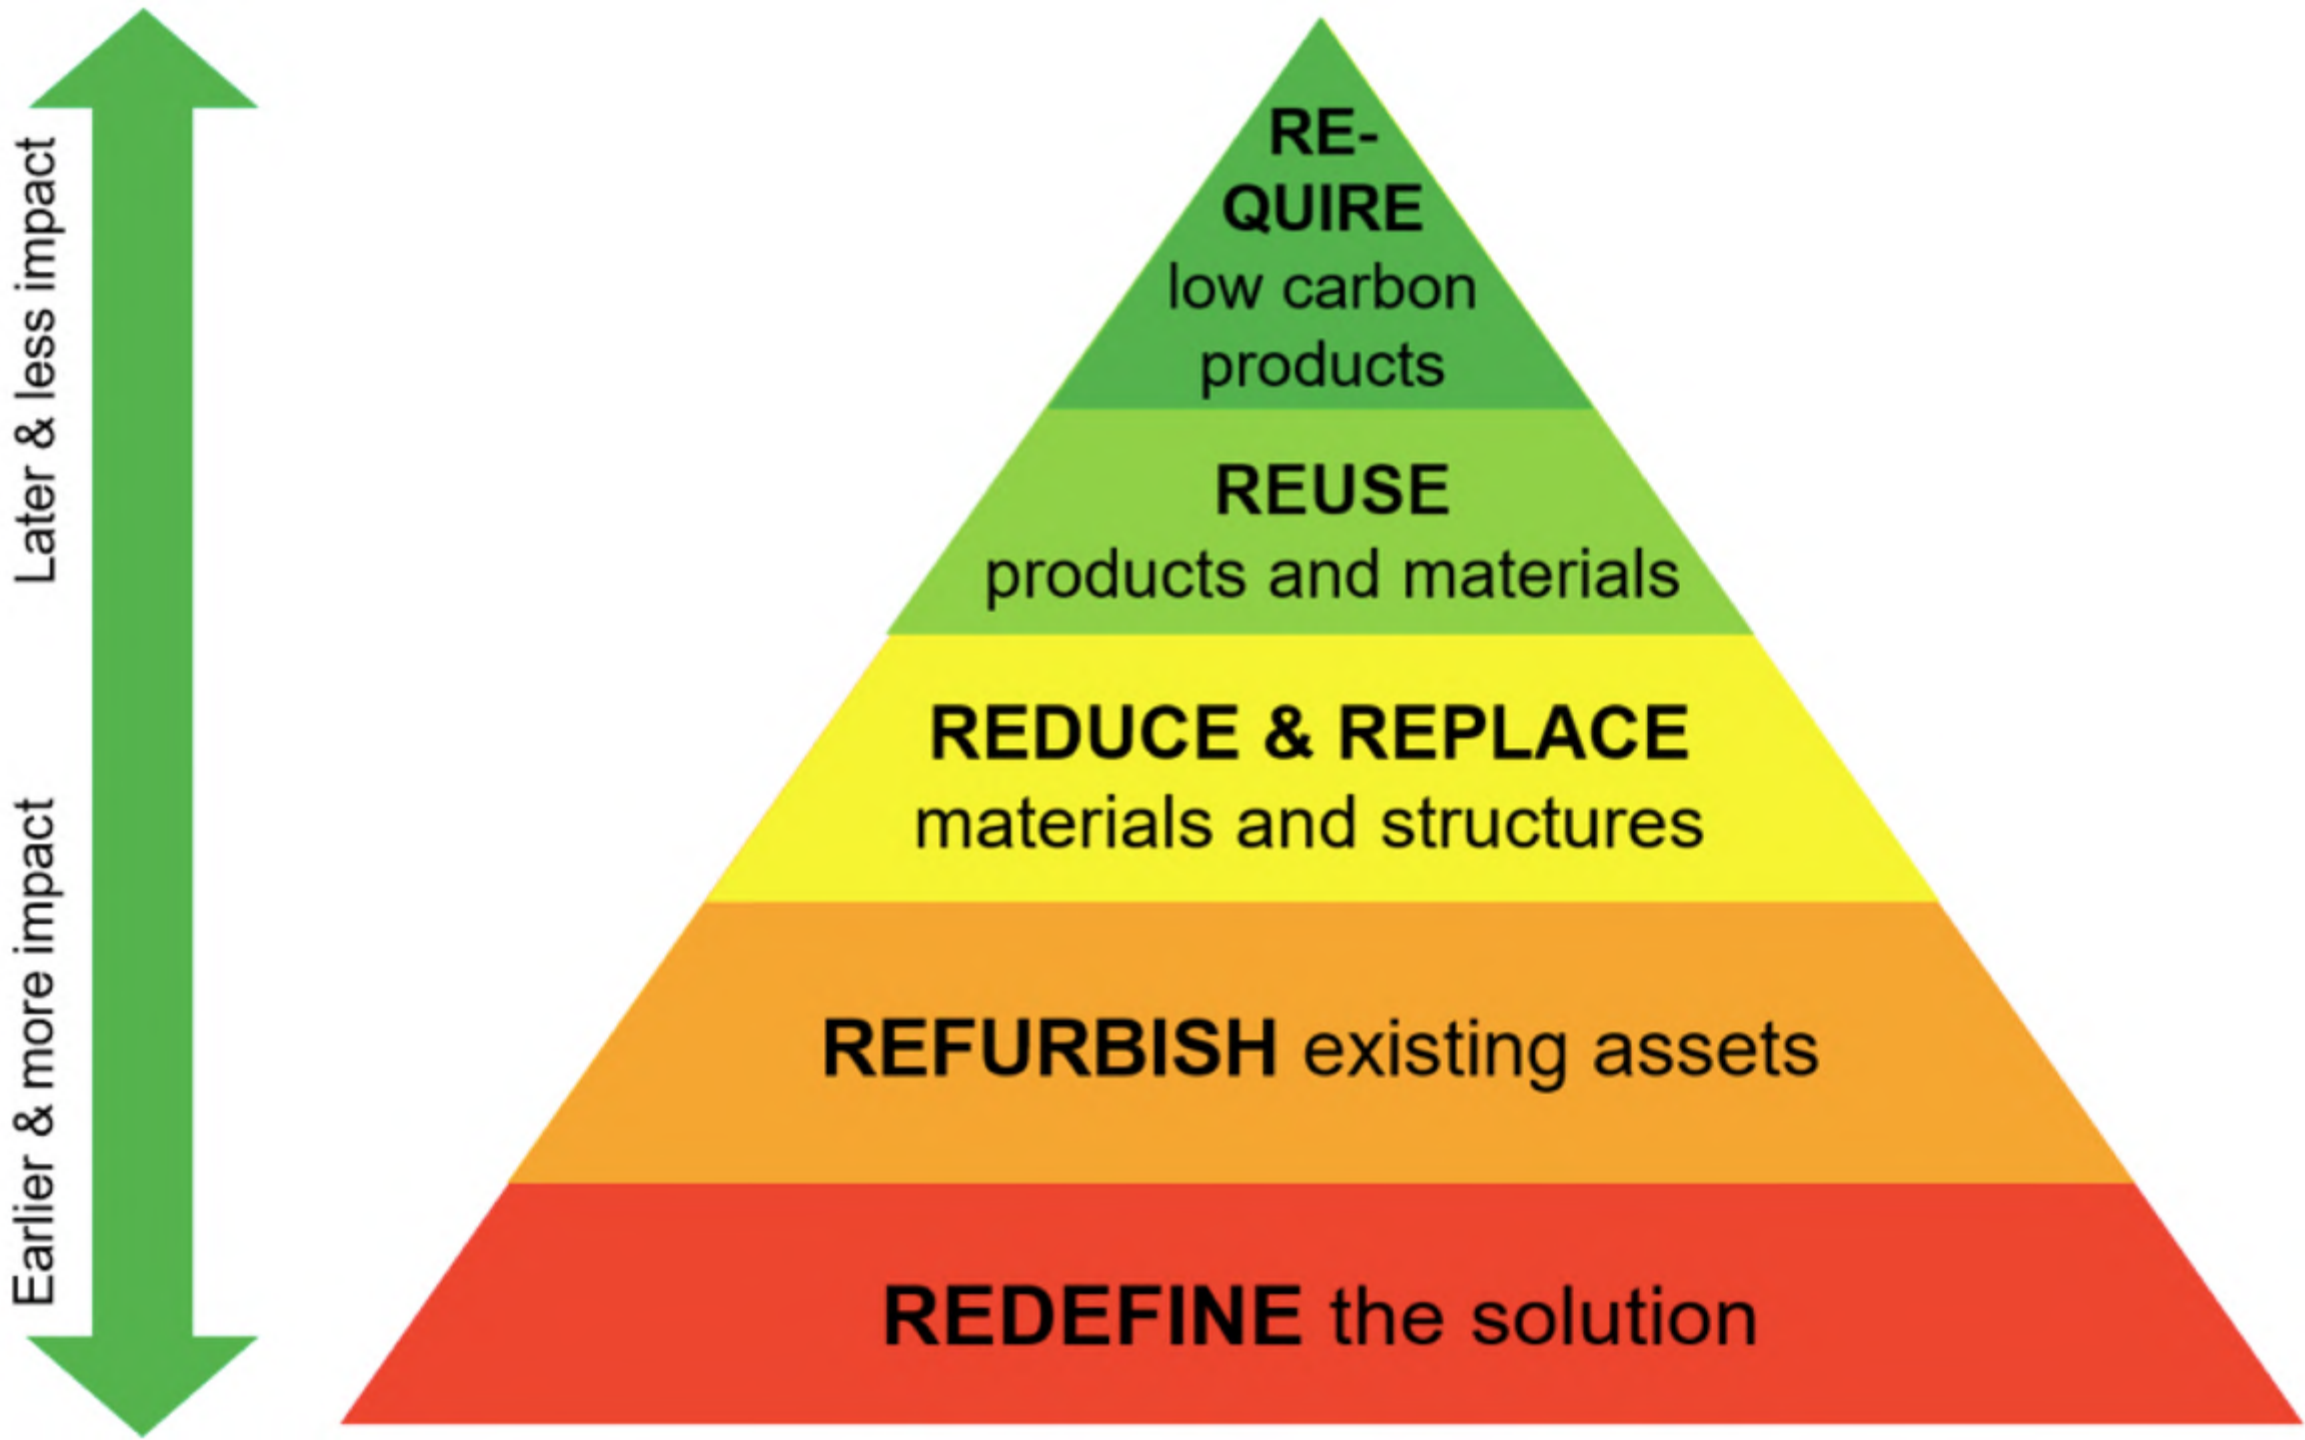 Later & less impact
Earlier & more impact
RE-
QUIRE
low carbon
products
REUSE
products and materials
REDUCE & REPLACE
materials and structures
REFURBISH existing assets
REDEFINE the solution